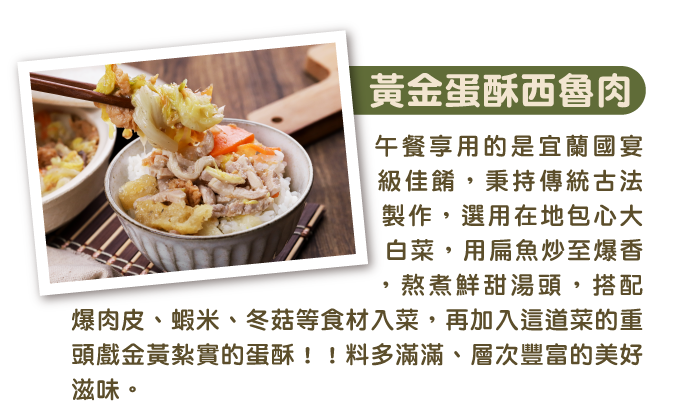 黃金蛋酥西魯肉
午餐享用的是宜蘭國宴
級佳餚，秉持傳統古法
製作，選用在地包心大
白菜，用扁魚炒至爆香
，熬煮鮮甜湯頭，搭配
爆肉皮、蝦米、冬菇等食材入菜，再加入這道菜的重
頭戲金黃紮實的蛋酥！！料多滿滿、層次豐富的美好
滋味。